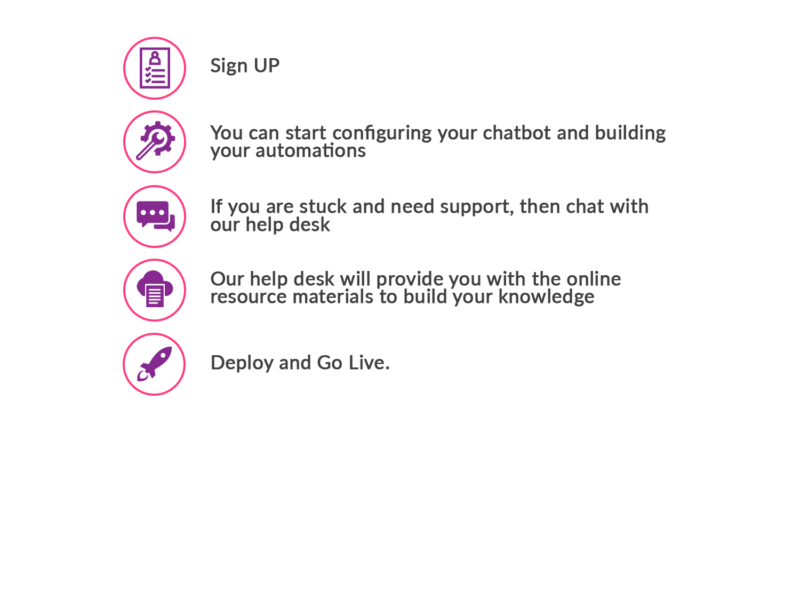 Sign UP
You can start configuring your chatbot and building
your automations
If you are stuck and need support, then chat with
our help desk
Our help desk will provide you with the online
resource materials to build your knowledge
Deploy and Go Live.